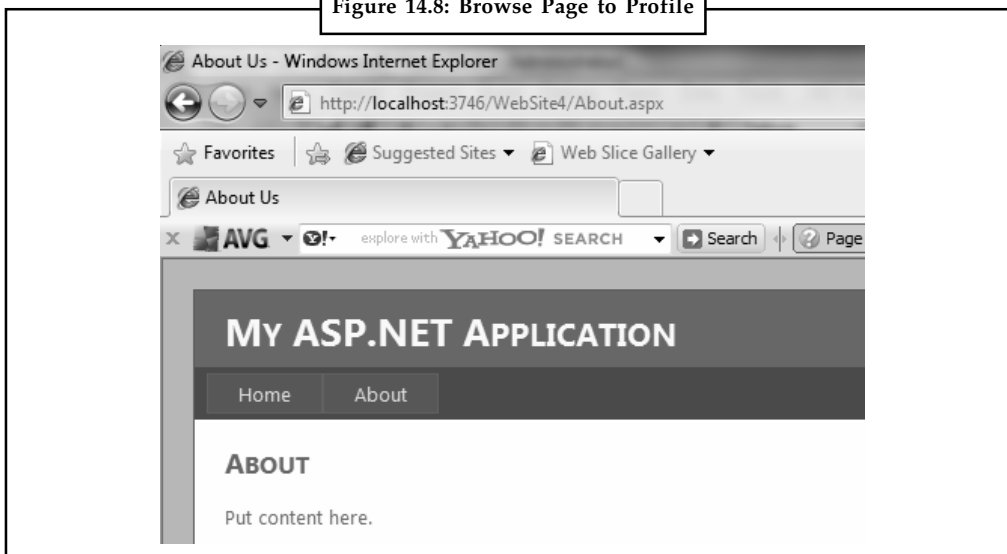 Figure 14.8: Browse Page to Profile
About Us - Windows Internet Explorer
http://localhost:3746/WebSite4/About.aspx
Favorites Suggested Sites Web Slice Gallery
About Us
x AVG explore with YAHOO! SEARCH Search Page
MY ASP.NET APPLICATION
Home About
ABOUT
Put content here.